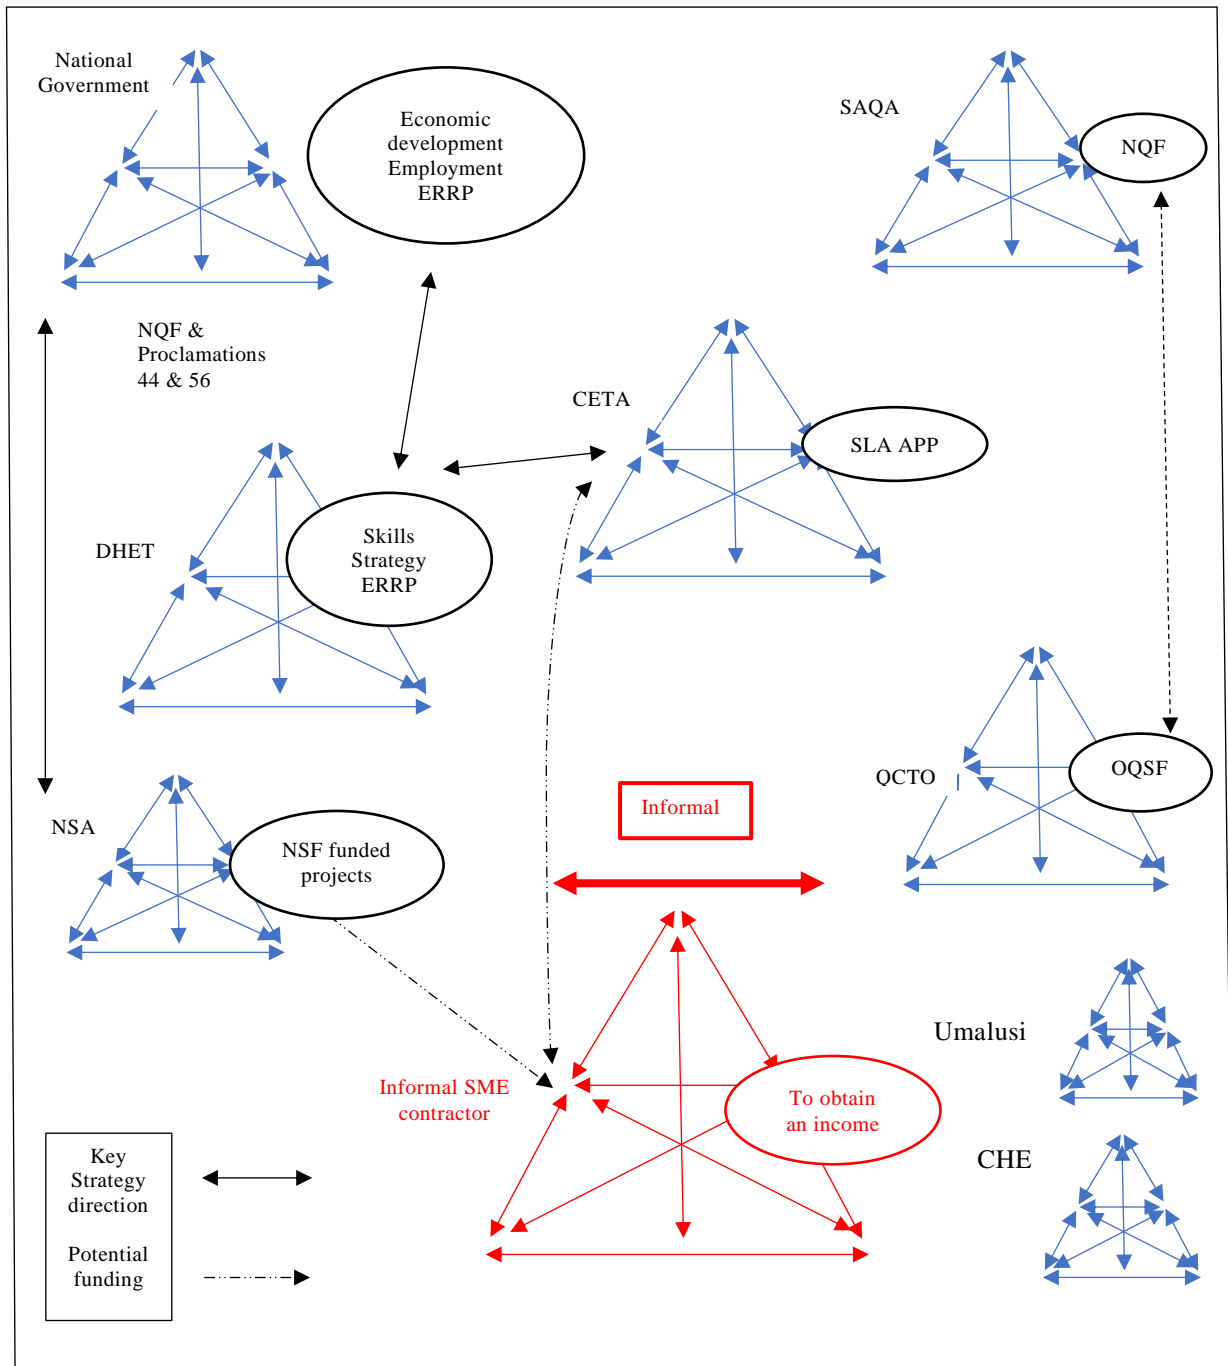 National
Government
Economic
development
Employment
ERRP
SAQA
NQF
NQF &
Proclamations
44 & 56
CETA
SLA APP
DHET
Skills
Strategy
ERRP
QCTO
OQSF
NSA
NSF funded
projects
Informal
Umalusi
Informal SME
contractor
To obtain
an income
CHE
Key
Strategy
direction
Potential
funding